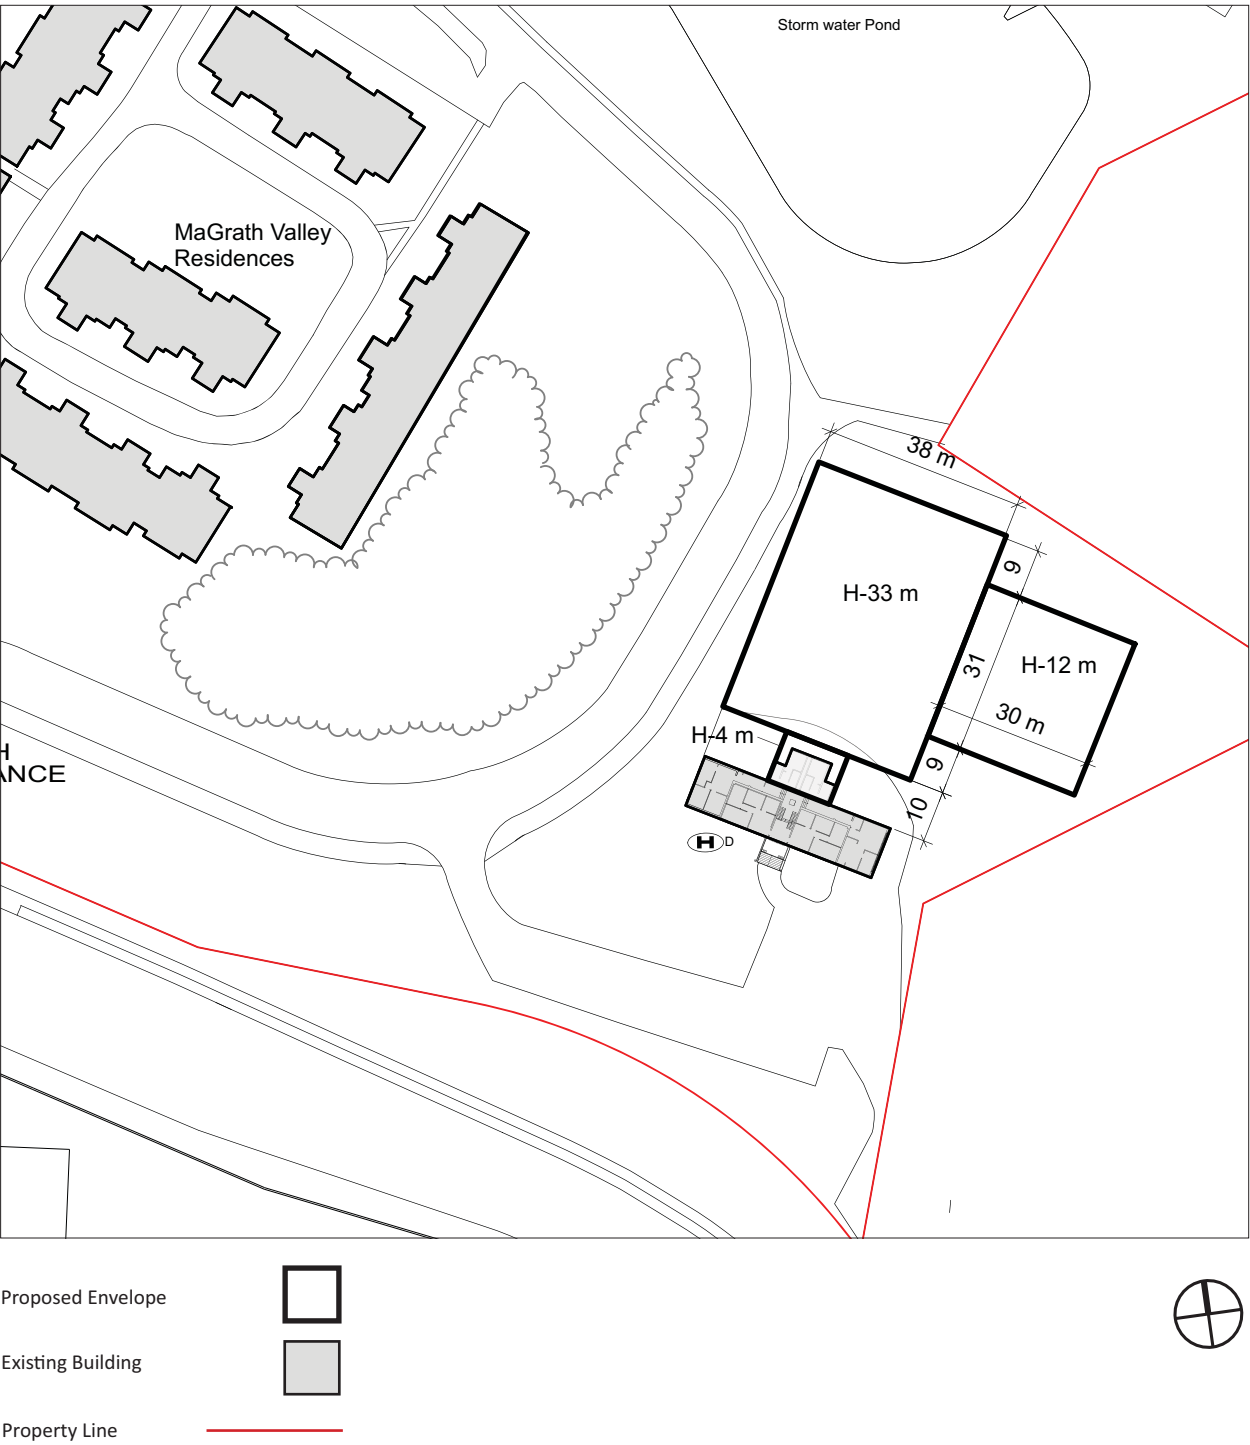 Storm water Pond
MaGrath Valley
Residences
38 m
9
H-33 m
31
H-12 m
30 m
H-4 m
9
10
H
ANCE
H D
Proposed Envelope
Existing Building
Property Line